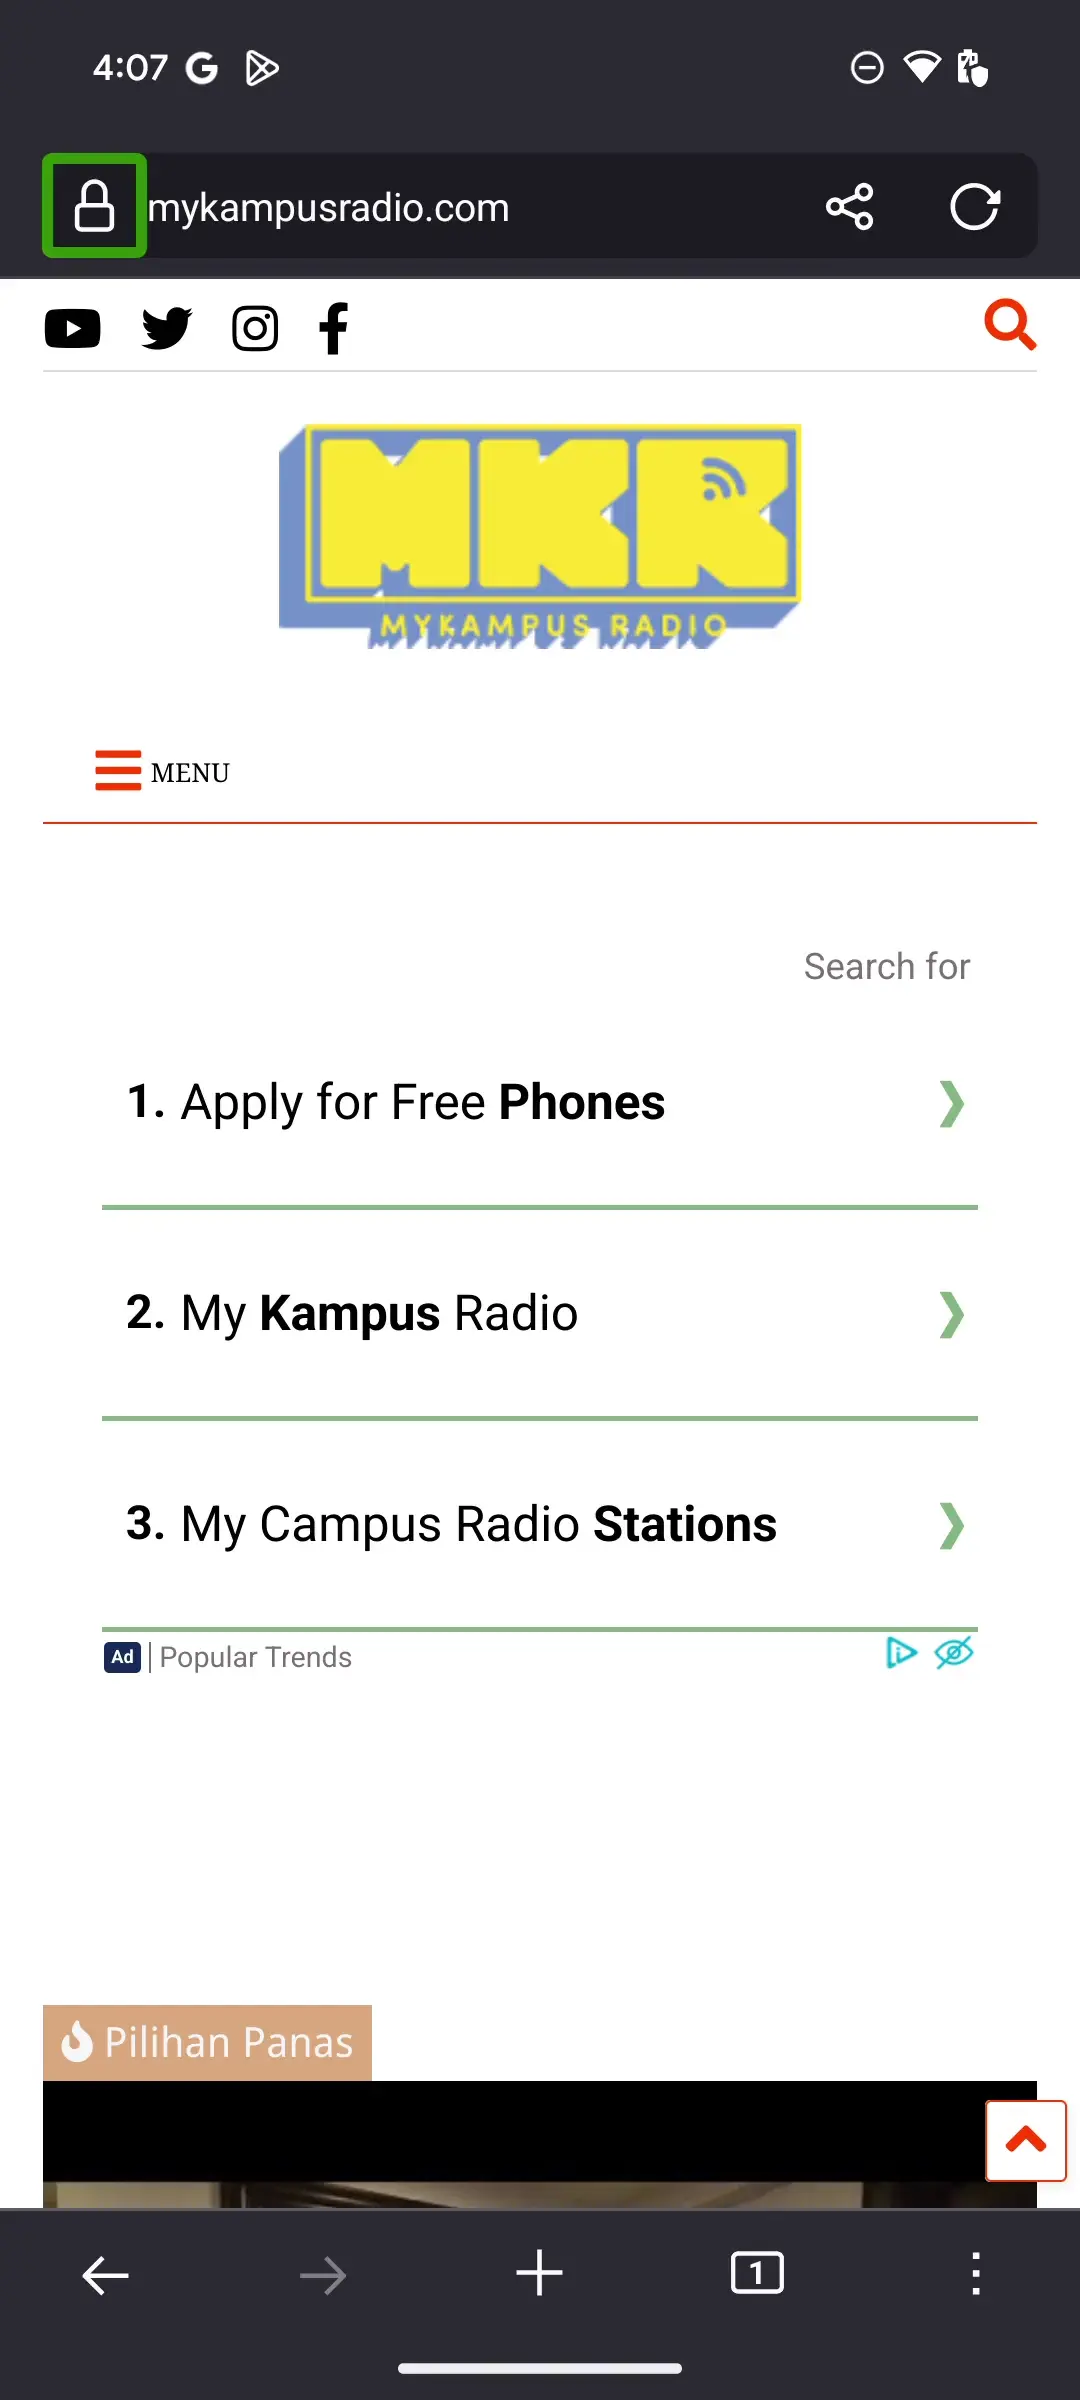 4:07
mykampusradio.com
MKR
MYKAMPUS RADIO
MENU
Search for
1. Apply for Free Phones
2. My Kampus Radio
3. My Campus Radio Stations
Ad | Popular Trends
Pilihan Panas
1